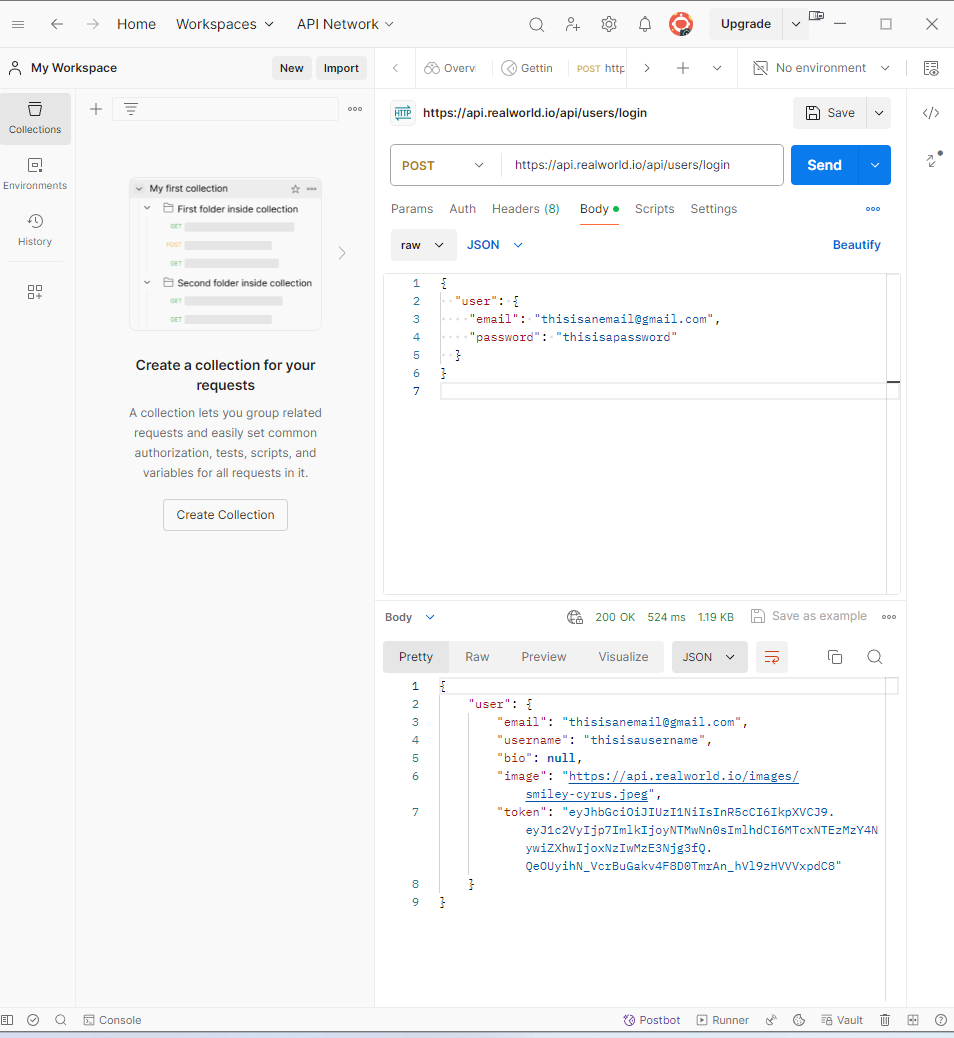 Home Workspaces API Network Upgrade
My Workspace New Import Overv Gettin POST http No environment
Collections
Environments
History
My first collection
First folder inside collection
GET
POST
GET
Second folder inside collection
GET
GET
Create a collection for your
requests
A collection lets you group related
requests and easily set common
authorization, tests, scripts, and
variables for all requests in it.
Create Collection
HTTP https://api.realworld.io/api/users/login Save
POST https://api.realworld.io/api/users/login Send
Params Auth Headers (8) Body Scripts Settings
raw JSON Beautify
1 {
2 "user": {
3 "email": "thisisanemail@gmail.com",
4 "password": "thisisapassword"
5 }
6 }
7
Body 200 OK 524 ms 1.19 KB Save as example
Pretty Raw Preview Visualize JSON
1 {
2 "user": {
3 "email": "thisisanemail@gmail.com",
4 "username": "thisisausername",
5 "bio": null,
6 "image": "https://api.realworld.io/images/
smiley-cyrus.jpeg",
7 "token": "eyJhbGciOiJIUzI1NiIsInR5cCI6IkpXVCJ9.
eyJ1c2VyIjp7ImlkIjoyNTMwNn0sImlhdCI6MTcxNTEzMzY4N
ywiZXhwIjoxNzIwMzE3Njg3fQ.
QeOUyihN_VcrBuGakv4F8D0TmrAn_hVl9zHVVVxpdC8"
8 }
9 }
Console Postbot Runner Vault